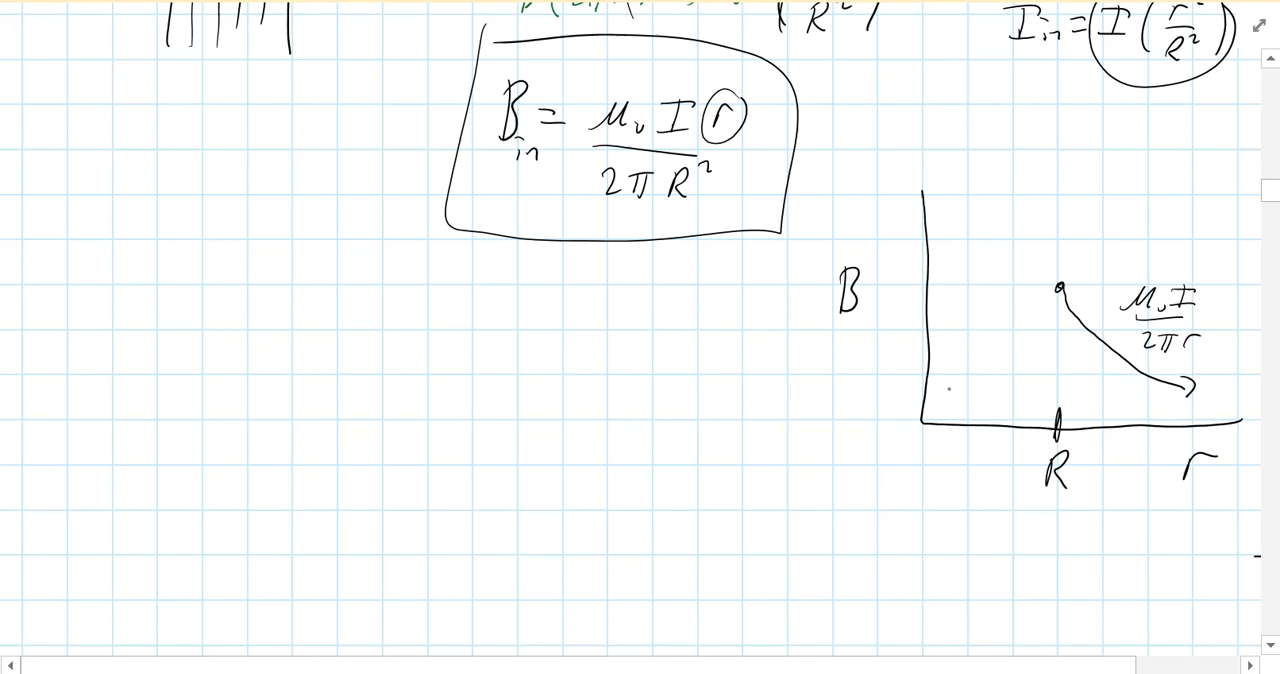 I_in = I (r²/R²)
B_in = μ₀ I r / 2π R²
B
μ₀ I / 2π r
R
r